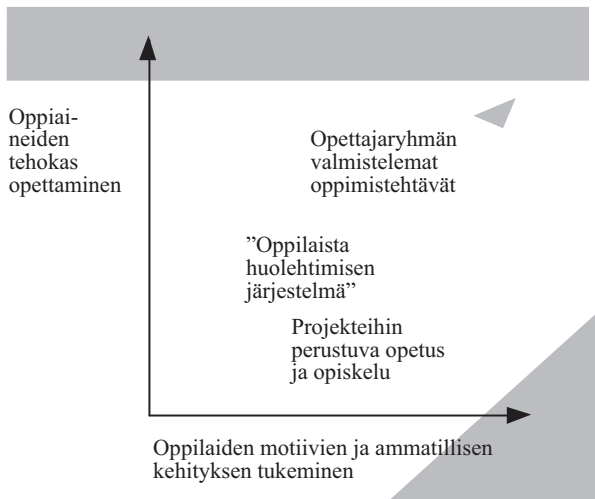 Oppiai-
neiden
tehokas
opettaminen
Opettajaryhmän
valmistelemat
oppimistehtävät
”Oppilaista
huolehtimisen
järjestelmä”
Projekteihin
perustuva opetus
ja opiskelu
Oppilaiden motiivien ja ammatillisen
kehityksen tukeminen